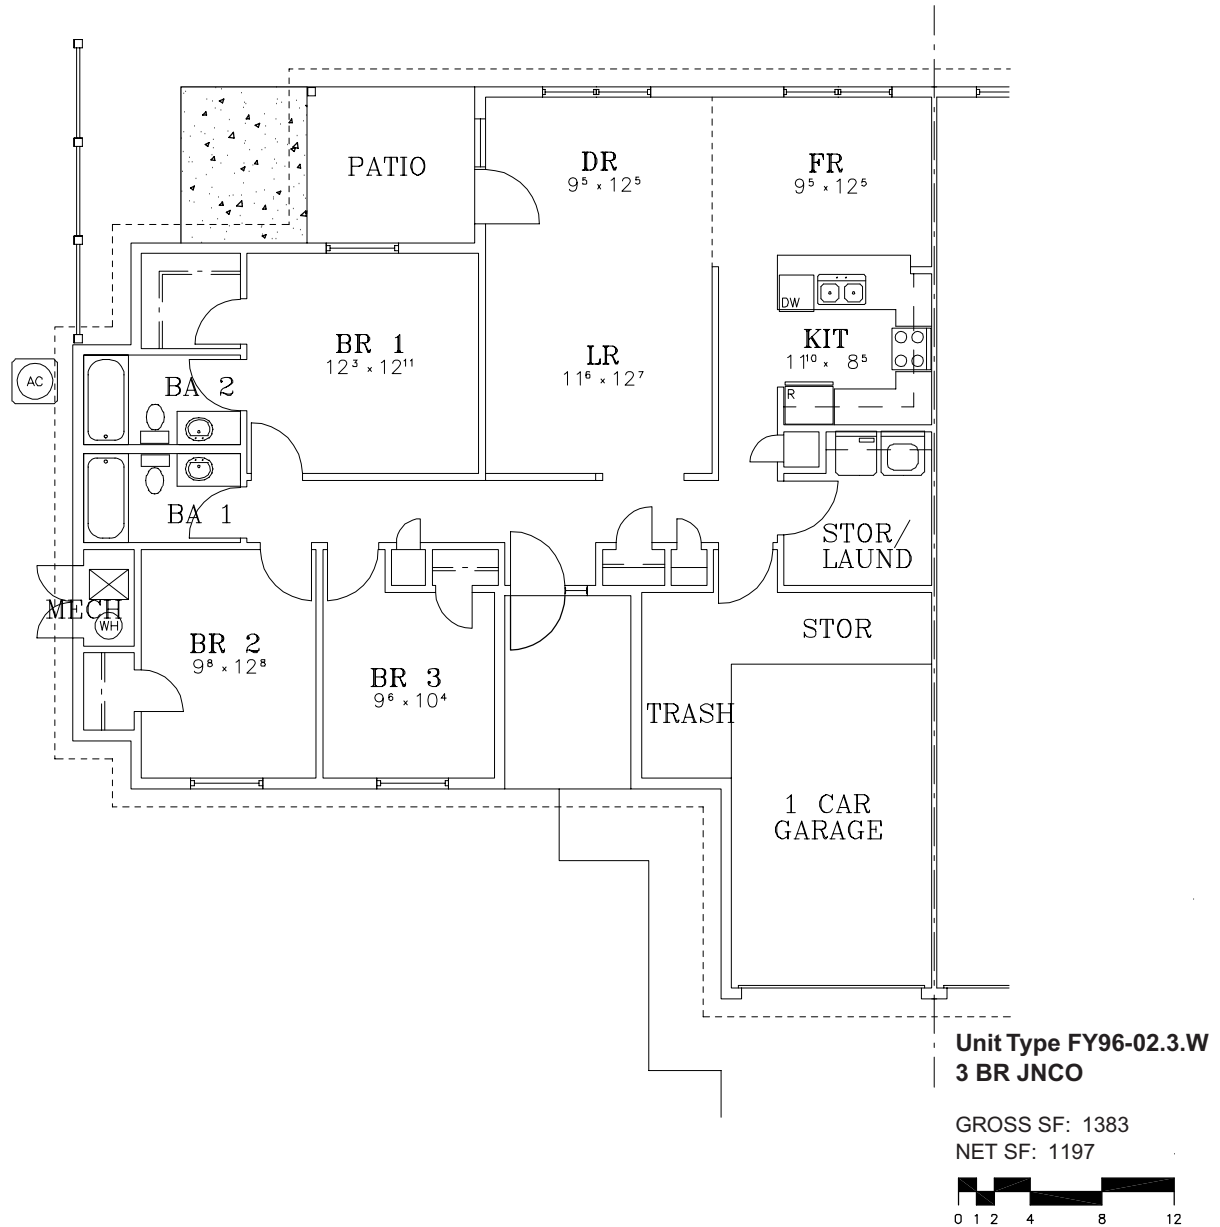 PATIO
DR
9⁵ x 12⁵
FR
9⁵ x 12⁵
DW
KIT
11¹⁰ x 8⁵
R
BR 1
12³ x 12¹¹
LR
11⁶ x 12⁷
AC
BA 2
BA 1
STOR/
LAUND
MECH
WH
BR 2
9⁸ x 12⁸
BR 3
9⁶ x 10⁴
STOR
TRASH
1 CAR
GARAGE
Unit Type FY96-02.3.W
3 BR JNCO
GROSS SF: 1383
NET SF: 1197
0 1 2 4 8 12